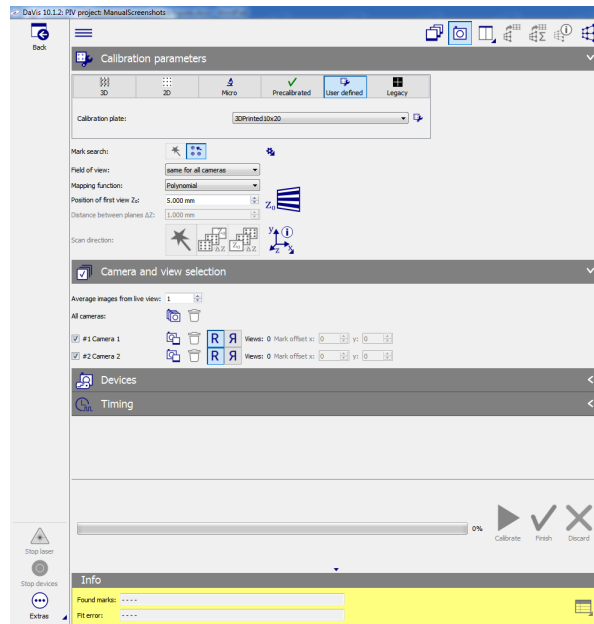 DaVis 10.1.2: PIV project: ManualScreenshots
Back
Calibration parameters
3D 2D Micro Precalibrated User defined Legacy
Calibration plate: 3DPrinted10x20
Mark search:
Field of view: same for all cameras
Mapping function: Polynomial
Position of first view Z₀: 5.000 mm Z₀
Distance between planes ΔZ: 1.000 mm
Scan direction: ΔZ Z₀ ΔZ y z x
Camera and view selection
Average images from live view: 1
All cameras:
#1 Camera 1 R Я Views: 0 Mark offset x: 0 y: 0
#2 Camera 2 R Я Views: 0 Mark offset x: 0 y: 0
Devices
Timing
0%
Calibrate Finish Discard
Stop laser
Stop devices
Extras
Info
Found marks: ----
Fit error: ----